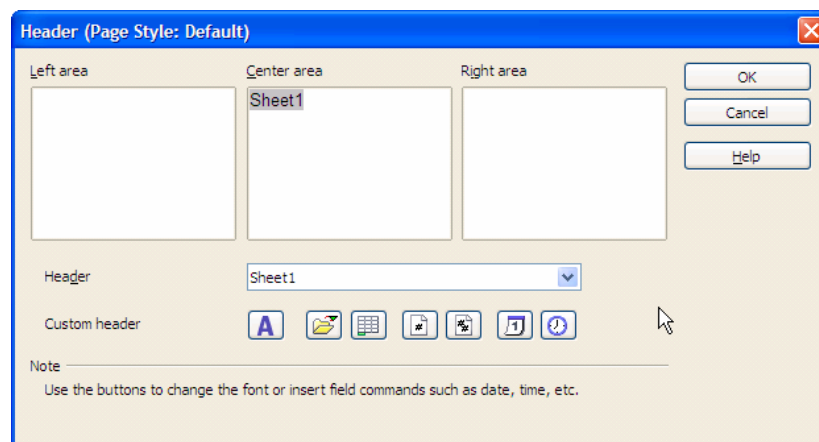 Header (Page Style: Default)
Left area Center area Right area
Sheet1
OK
Cancel
Help
Header Sheet1
Custom header
Note
Use the buttons to change the font or insert field commands such as date, time, etc.